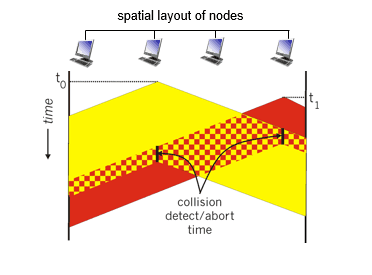 spatial layout of nodes
t0
t1
time
collision
detect/abort
time